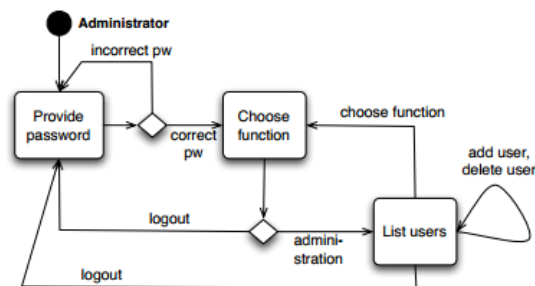 Administrator
incorrect pw
Provide
password
correct
pw
Choose
function
choose function
add user,
delete user
logout
admini-
stration
List users
logout